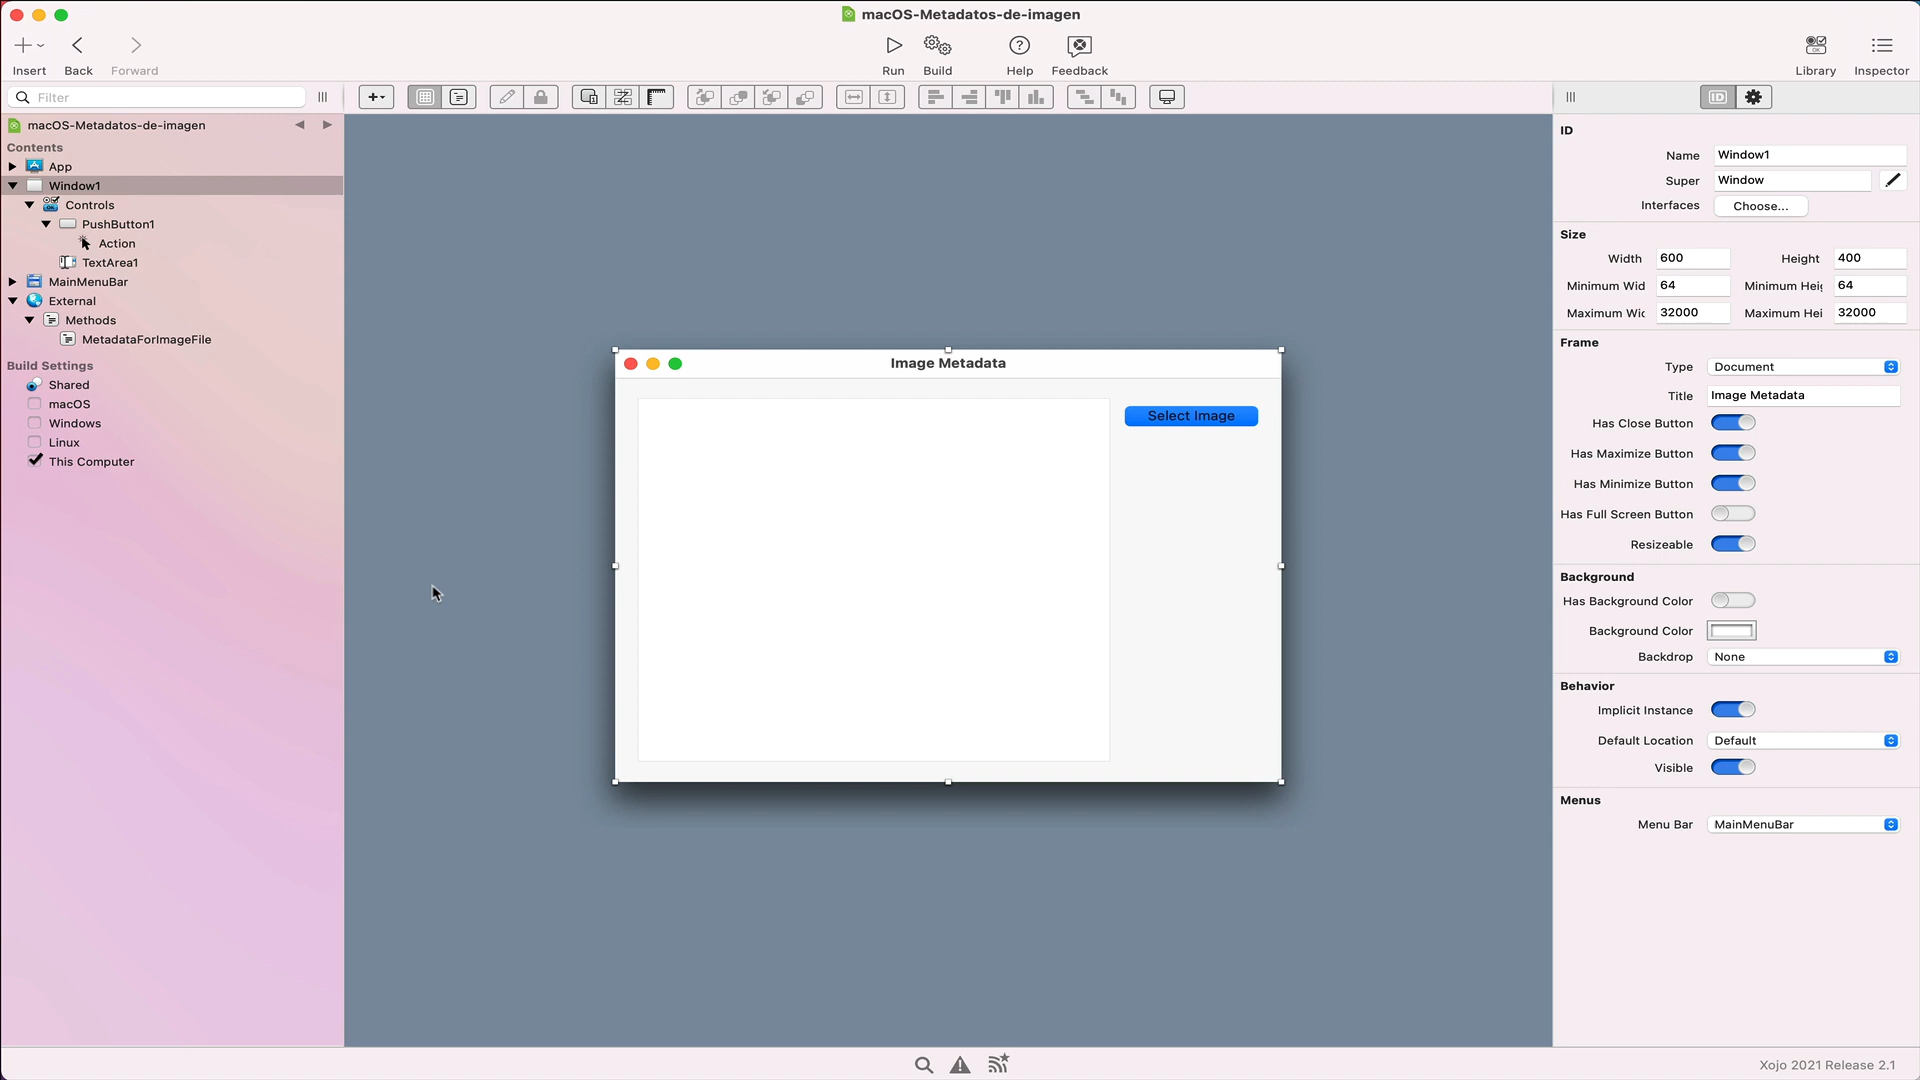 macOS-Metadatos-de-imagen
Insert
Back
Forward
Run
Build
Help
Feedback
Library
Inspector
Filter
macOS-Metadatos-de-imagen
Contents
App
Window1
Controls
PushButton1
Action
TextArea1
MainMenuBar
External
Methods
MetadataForImageFile
Build Settings
Shared
macOS
Windows
Linux
This Computer
Image Metadata
Select Image
ID
ID
Name Window1
Super Window
Interfaces Choose...
Size
Width 600 Height 400
Minimum Wid 64 Minimum Heig 64
Maximum Wic 32000 Maximum Hei 32000
Frame
Type Document
Title Image Metadata
Has Close Button
Has Maximize Button
Has Minimize Button
Has Full Screen Button
Resizeable
Background
Has Background Color
Background Color
Backdrop None
Behavior
Implicit Instance
Default Location Default
Visible
Menus
Menu Bar MainMenuBar
Xojo 2021 Release 2.1